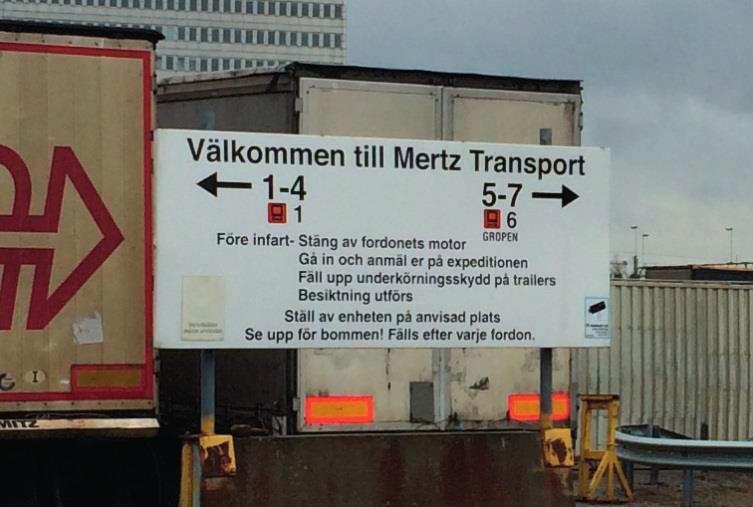 Välkommen till Mertz Transport
1-4 5-7
1 6
GROPEN
Före infart- Stäng av fordonets motor
Gå in och anmäl er på expeditionen
Fäll upp underkörningsskydd på trailers
Besiktning utförs
Ställ av enheten på anvisad plats
Se upp för bommen! Fälls efter varje fordon.
I